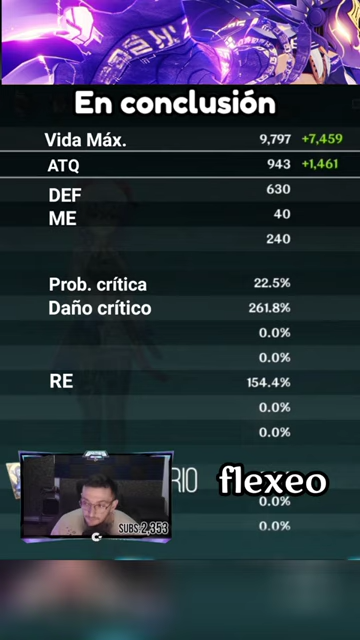 En conclusión
Vida Máx. 9,797 +7,459
ATQ 943 +1,461
DEF 630
ME 40
240
Prob. crítica 22.5%
Daño crítico 261.8%
0.0%
0.0%
RE 154.4%
0.0%
0.0%
RIO flexeo
0.0%
SUBS 2,353
0.0%